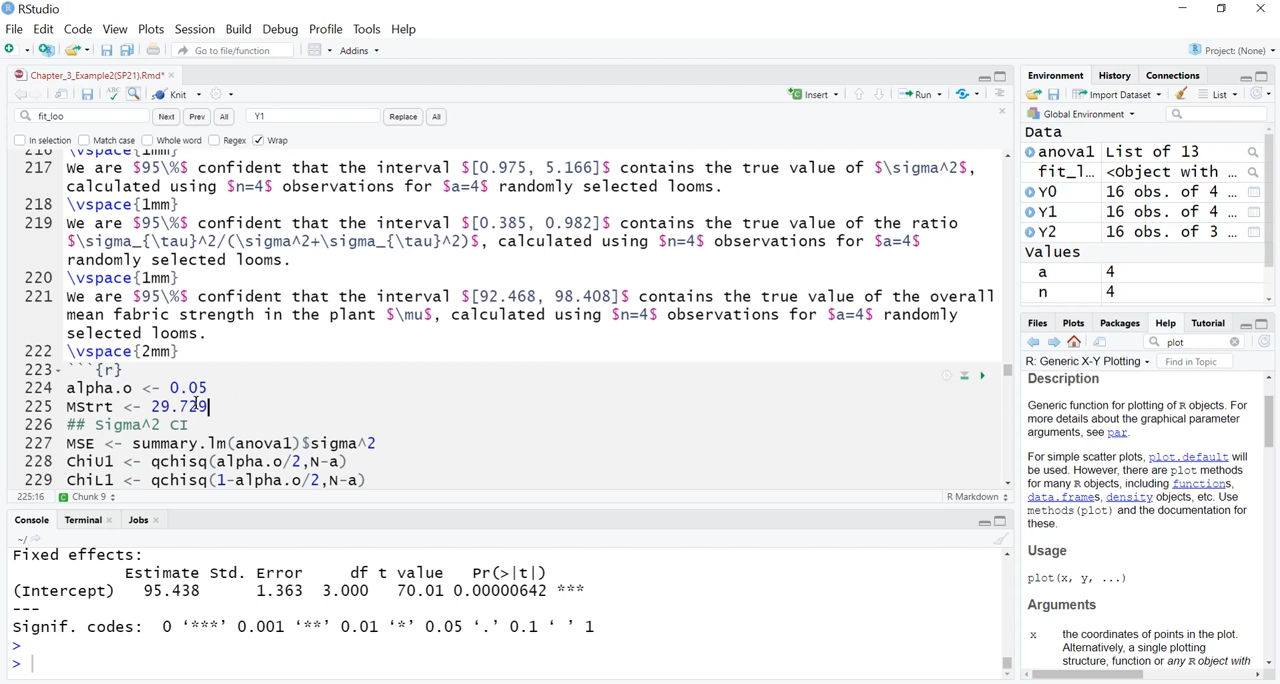 RStudio
File Edit Code View Plots Session Build Debug Profile Tools Help
Go to file/function Addins Project: (None)
Chapter_3_Example2(SP21).Rmd*
Knit Insert Run
fit_loo Next Prev All Y1 Replace All
In selection Match case Whole word Regex Wrap
216 \vspace{1mm}
217 We are $95\%$ confident that the interval $[0.975, 5.166]$ contains the true value of $\sigma^2$,
calculated using $n=4$ observations for $a=4$ randomly selected looms.
218 \vspace{1mm}
219 We are $95\%$ confident that the interval $[0.385, 0.982]$ contains the true value of the ratio
$\sigma_{\tau}^2/(\sigma^2+\sigma_{\tau}^2)$, calculated using $n=4$ observations for $a=4$
randomly selected looms.
220 \vspace{1mm}
221 We are $95\%$ confident that the interval $[92.468, 98.408]$ contains the true value of the overall
mean fabric strength in the plant $\mu$, calculated using $n=4$ observations for $a=4$ randomly
selected looms.
222 \vspace{2mm}
223 ```{r}
224 alpha.o <- 0.05
225 MStrt <- 29.729
226 ## Sigma^2 CI
227 MSE <- summary.lm(anova1)$sigma^2
228 ChiU1 <- qchisq(alpha.o/2,N-a)
229 ChiL1 <- qchisq(1-alpha.o/2,N-a)
225:16 Chunk 9 R Markdown
Console Terminal Jobs
~/
Fixed effects:
Estimate Std. Error df t value Pr(>|t|)
(Intercept) 95.438 1.363 3.000 70.01 0.00000642 ***
---
Signif. codes: 0 ‘***’ 0.001 ‘**’ 0.01 ‘*’ 0.05 ‘.’ 0.1 ‘ ’ 1
>
>
Environment History Connections
Import Dataset List
Global Environment
Data
anova1 List of 13
fit_l… <Object with …
Y0 16 obs. of 4 …
Y1 16 obs. of 4 …
Y2 16 obs. of 3 …
Values
a 4
n 4
Files Plots Packages Help Tutorial
plot
R: Generic X-Y Plotting Find in Topic
Description
Generic function for plotting of R objects. For
more details about the graphical parameter
arguments, see par.
For simple scatter plots, plot.default will
be used. However, there are plot methods
for many R objects, including functions,
data.frames, density objects, etc. Use
methods(plot) and the documentation for
these.
Usage
plot(x, y, ...)
Arguments
x the coordinates of points in the plot.
Alternatively, a single plotting
structure, function or any R object with